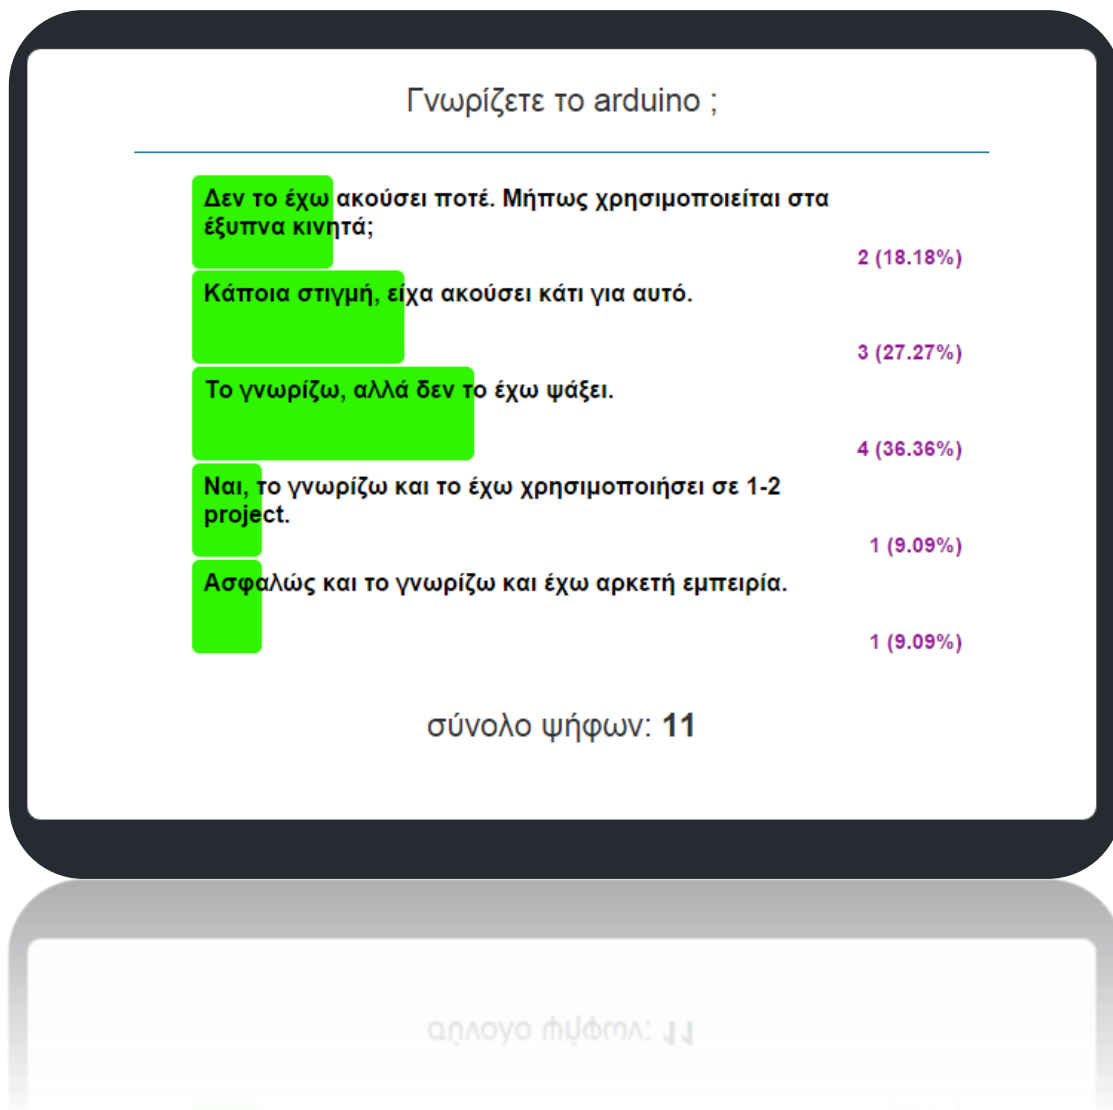 Γνωρίζετε το arduino ;
Δεν το έχω ακούσει ποτέ. Μήπως χρησιμοποιείται στα
έξυπνα κινητά;
2 (18.18%)
Κάποια στιγμή, είχα ακούσει κάτι για αυτό.
3 (27.27%)
Το γνωρίζω, αλλά δεν το έχω ψάξει.
4 (36.36%)
Ναι, το γνωρίζω και το έχω χρησιμοποιήσει σε 1-2
project.
1 (9.09%)
Ασφαλώς και το γνωρίζω και έχω αρκετή εμπειρία.
1 (9.09%)
σύνολο ψήφων: 11